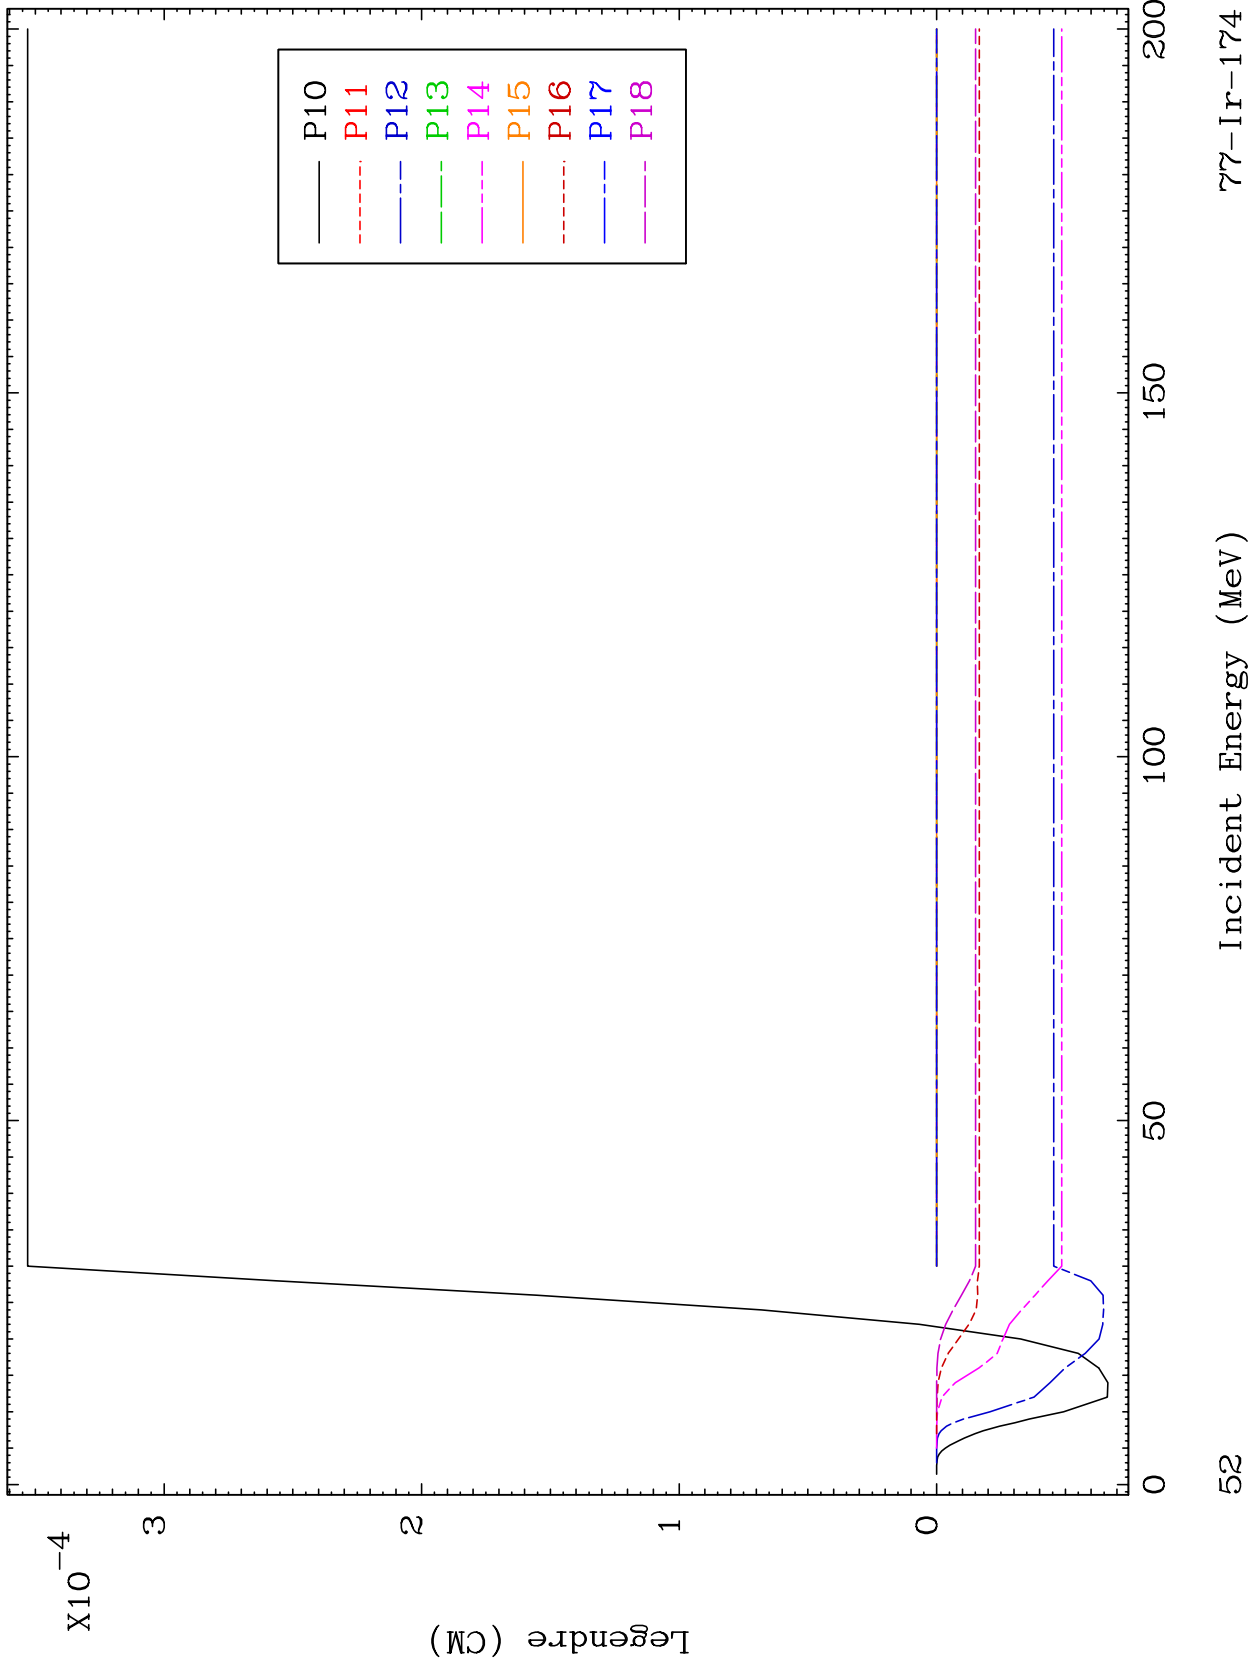 X10⁻⁴
3
2
1
0
Legendre (CM)
P10
P11
P12
P13
P14
P15
P16
P17
P18
0
50
100
150
200
Incident Energy (MeV)
52
77-Ir-174